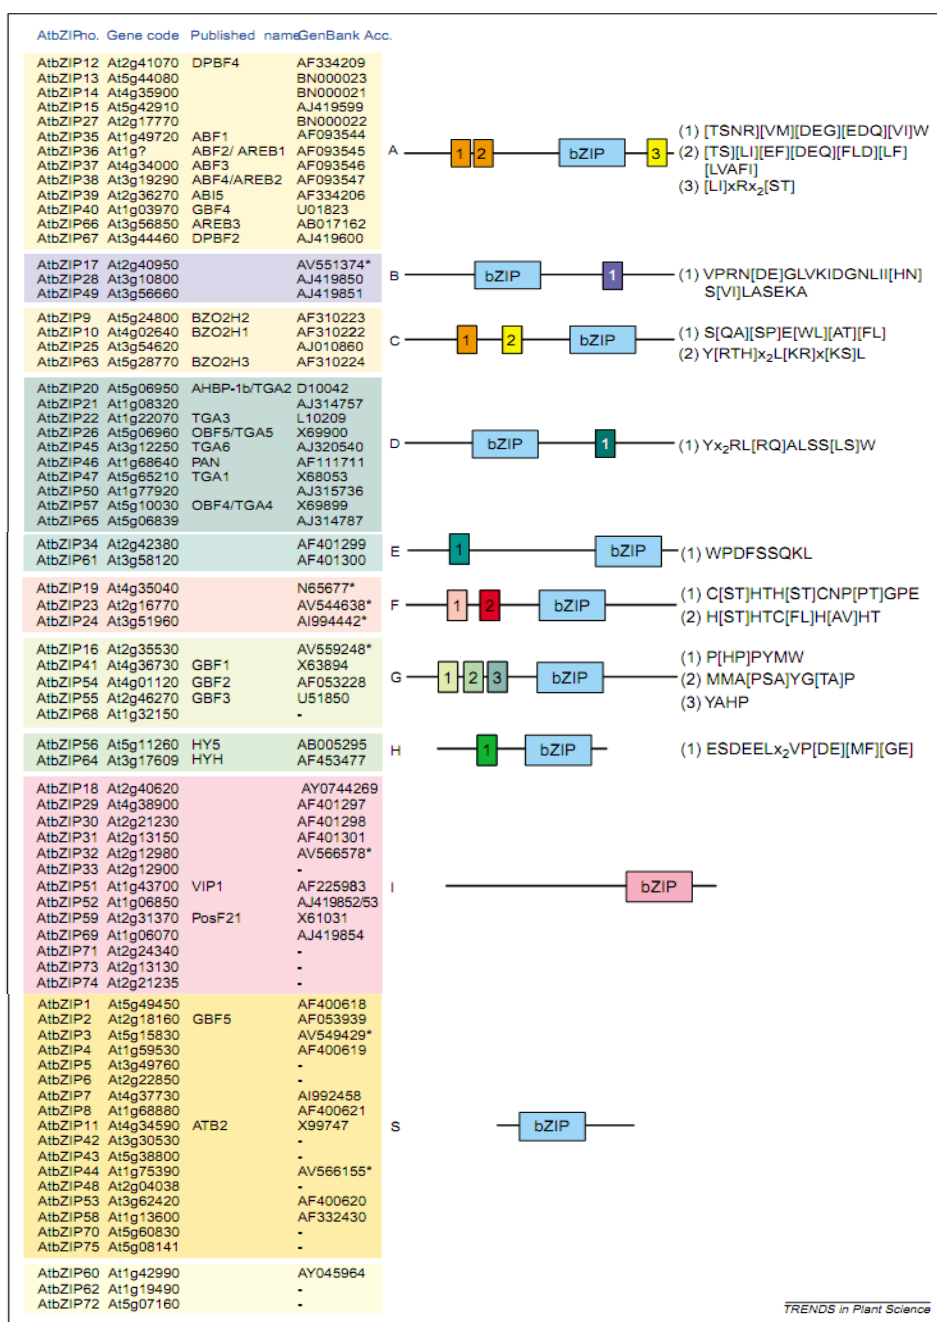 AtbZIPno. Gene code Published name GenBank Acc.
AtbZIP12 At2g41070 DPBF4 AF334209
AtbZIP13 At5g44080 BN000023
AtbZIP14 At4g35900 BN000021
AtbZIP15 At5g42910 AJ419599
AtbZIP27 At2g17770 BN000022
AtbZIP35 At1g49720 ABF1 AF093544
AtbZIP36 At1g? ABF2/ AREB1 AF093545
AtbZIP37 At4g34000 ABF3 AF093546
AtbZIP38 At3g19290 ABF4/AREB2 AF093547
AtbZIP39 At2g36270 ABI5 AF334206
AtbZIP40 At1g03970 GBF4 U01823
AtbZIP66 At3g56850 AREB3 AB017162
AtbZIP67 At3g44460 DPBF2 AJ419600
A 1 2 bZIP 3
(1) [TSNR][VM][DEG][EDQ][VI]W
(2) [TS][LI][EF][DEQ][FLD][LF]
[LVAFI]
(3) [LI]xRx2[ST]
AtbZIP17 At2g40950 AV551374*
AtbZIP28 At3g10800 AJ419850
AtbZIP49 At3g56660 AJ419851
B bZIP 1
(1) VPRN[DE]GLVKIDGNLII[HN]
S[VI]LASEKA
AtbZIP9 At5g24800 BZO2H2 AF310223
AtbZIP10 At4g02640 BZO2H1 AF310222
AtbZIP25 At3g54620 AJ010860
AtbZIP63 At5g28770 BZO2H3 AF310224
C 1 2 bZIP
(1) S[QA][SP]E[WL][AT][FL]
(2) Y[RTH]x2L[KR]x[KS]L
AtbZIP20 At5g06950 AHBP-1b/TGA2 D10042
AtbZIP21 At1g08320 AJ314757
AtbZIP22 At1g22070 TGA3 L10209
AtbZIP26 At5g06960 OBF5/TGA5 X69900
AtbZIP45 At3g12250 TGA6 AJ320540
AtbZIP46 At1g68640 PAN AF111711
AtbZIP47 At5g65210 TGA1 X68053
AtbZIP50 At1g77920 AJ315736
AtbZIP57 At5g10030 OBF4/TGA4 X69899
AtbZIP65 At5g06839 AJ314787
D bZIP 1
(1) Yx2RL[RQ]ALSS[LS]W
AtbZIP34 At2g42380 AF401299
AtbZIP61 At3g58120 AF401300
E 1 bZIP
(1) WPDFSSQKL
AtbZIP19 At4g35040 N65677*
AtbZIP23 At2g16770 AV544638*
AtbZIP24 At3g51960 AI994442*
F 1 2 bZIP
(1) C[ST]HTH[ST]CNP[PT]GPE
(2) H[ST]HTC[FL]H[AV]HT
AtbZIP16 At2g35530 AV559248*
AtbZIP41 At4g36730 GBF1 X63894
AtbZIP54 At4g01120 GBF2 AF053228
AtbZIP55 At2g46270 GBF3 U51850
AtbZIP68 At1g32150 -
G 1 2 3 bZIP
(1) P[HP]PYMW
(2) MMA[PSA]YG[TA]P
(3) YAHP
AtbZIP56 At5g11260 HY5 AB005295
AtbZIP64 At3g17609 HYH AF453477
H 1 bZIP
(1) ESDEELx2VP[DE][MF][GE]
AtbZIP18 At2g40620 AY0744269
AtbZIP29 At4g38900 AF401297
AtbZIP30 At2g21230 AF401298
AtbZIP31 At2g13150 AF401301
AtbZIP32 At2g12980 AV566578*
AtbZIP33 At2g12900 -
AtbZIP51 At1g43700 VIP1 AF225983
AtbZIP52 At1g06850 AJ419852/53
AtbZIP59 At2g31370 PosF21 X61031
AtbZIP69 At1g06070 AJ419854
AtbZIP71 At2g24340 -
AtbZIP73 At2g13130 -
AtbZIP74 At2g21235 -
I bZIP
AtbZIP1 At5g49450 AF400618
AtbZIP2 At2g18160 GBF5 AF053939
AtbZIP3 At5g15830 AV549429*
AtbZIP4 At1g59530 AF400619
AtbZIP5 At3g49760 -
AtbZIP6 At2g22850 -
AtbZIP7 At4g37730 AI992458
AtbZIP8 At1g68880 AF400621
AtbZIP11 At4g34590 ATB2 X99747
AtbZIP42 At3g30530 -
AtbZIP43 At5g38800 -
AtbZIP44 At1g75390 AV566155*
AtbZIP48 At2g04038 -
AtbZIP53 At3g62420 AF400620
AtbZIP58 At1g13600 AF332430
AtbZIP70 At5g60830 -
AtbZIP75 At5g08141 -
S bZIP
AtbZIP60 At1g42990 AY045964
AtbZIP62 At1g19490 -
AtbZIP72 At5g07160 -
TRENDS in Plant Science